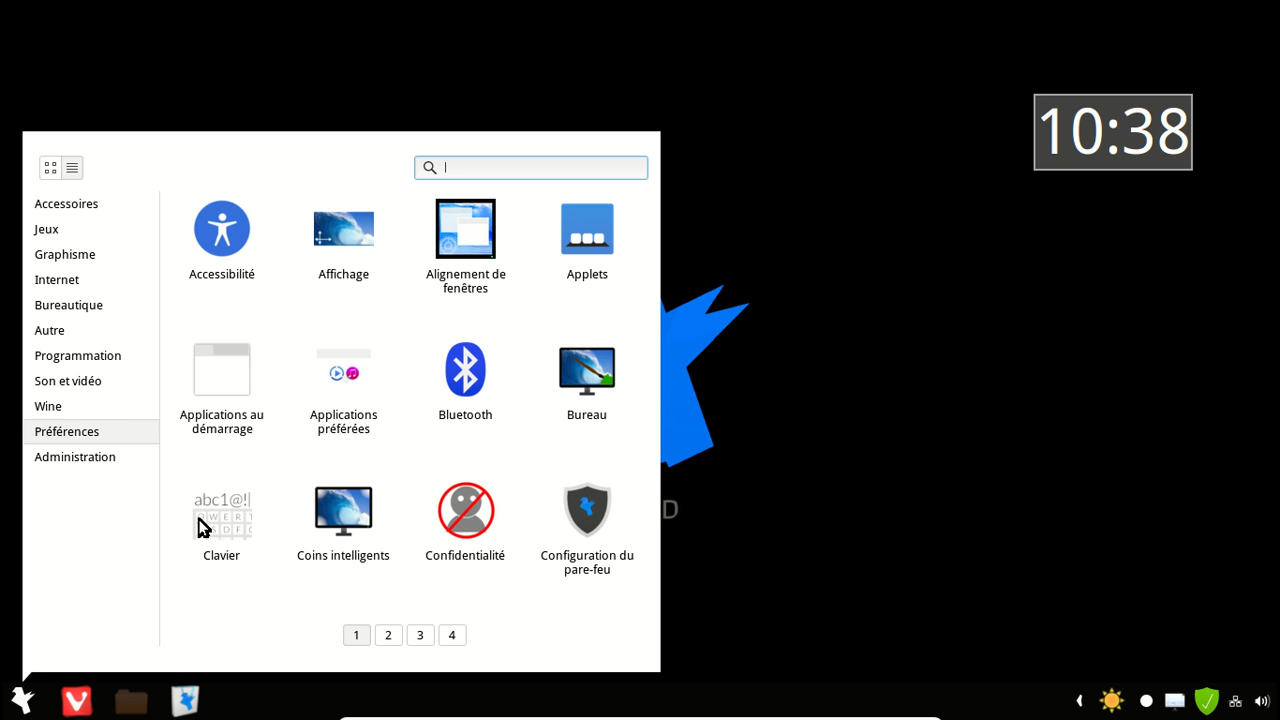 10:38
Accessoires
Jeux
Graphisme
Internet
Bureautique
Autre
Programmation
Son et vidéo
Wine
Préférences
Administration
Accessibilité
Affichage
Alignement de
fenêtres
Applets
Applications au
démarrage
Applications
préférées
Bluetooth
Bureau
abc1@!
Clavier
Coins intelligents
Confidentialité
Configuration du
pare-feu
1 2 3 4
D